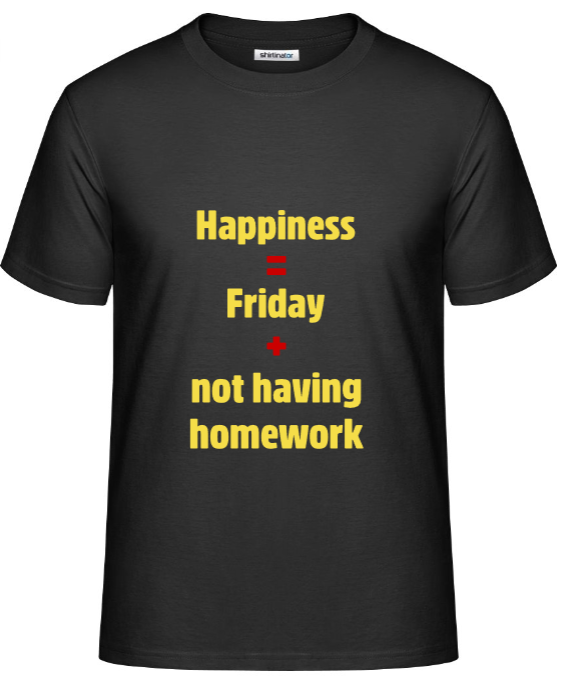 shirtinator
Happiness
=
Friday
+
not having
homework